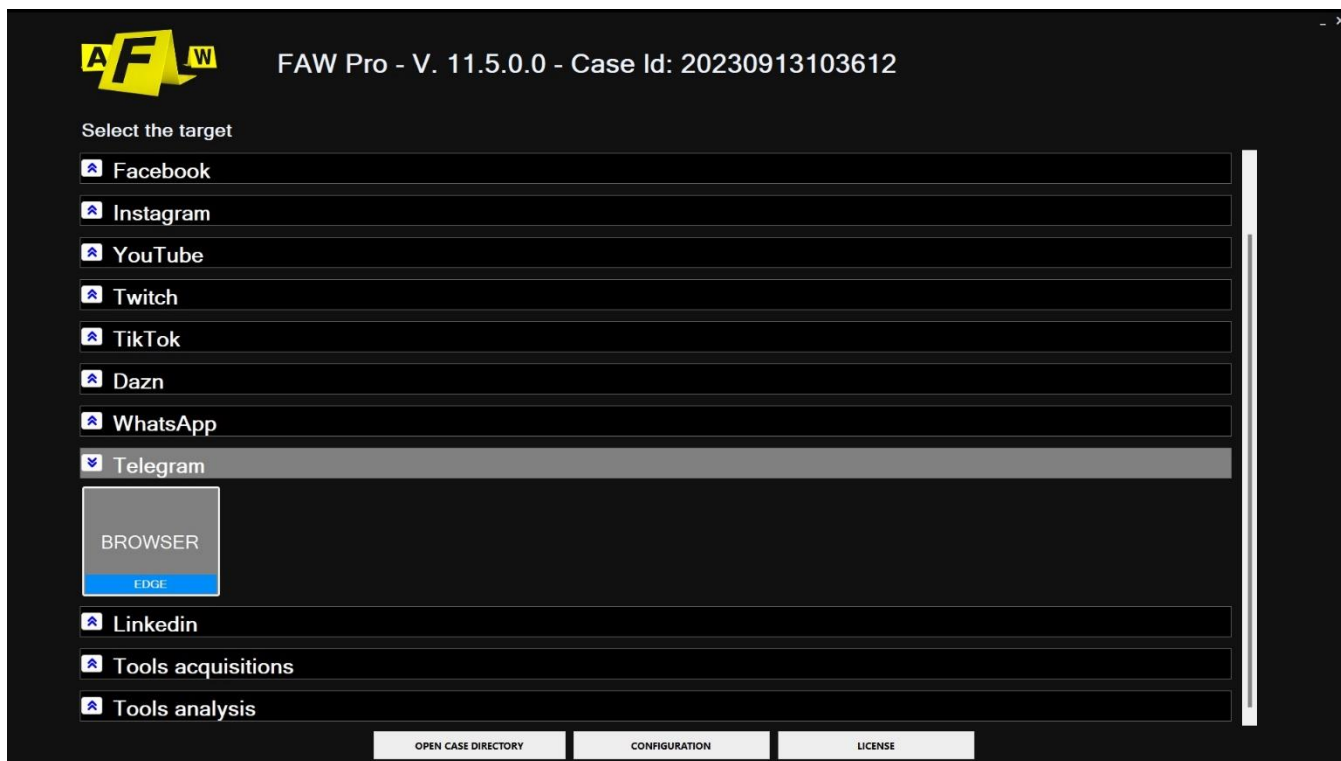 A F W
FAW Pro - V. 11.5.0.0 - Case Id: 20230913103612
Select the target
Facebook
Instagram
YouTube
Twitch
TikTok
Dazn
WhatsApp
Telegram
BROWSER
EDGE
Linkedin
Tools acquisitions
Tools analysis
OPEN CASE DIRECTORY CONFIGURATION LICENSE